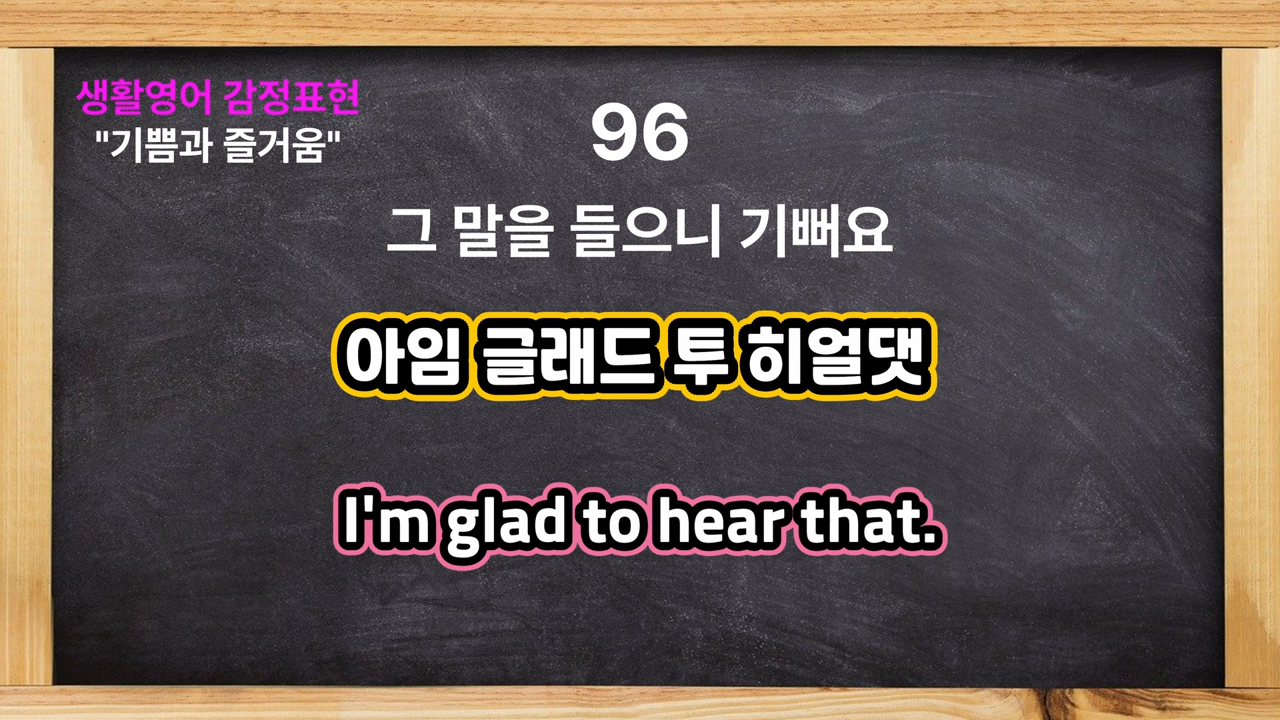 생활영어 감정표현
"기쁨과 즐거움"
96
그 말을 들으니 기뻐요
아임 글래드 투 히얼댓
I'm glad to hear that.